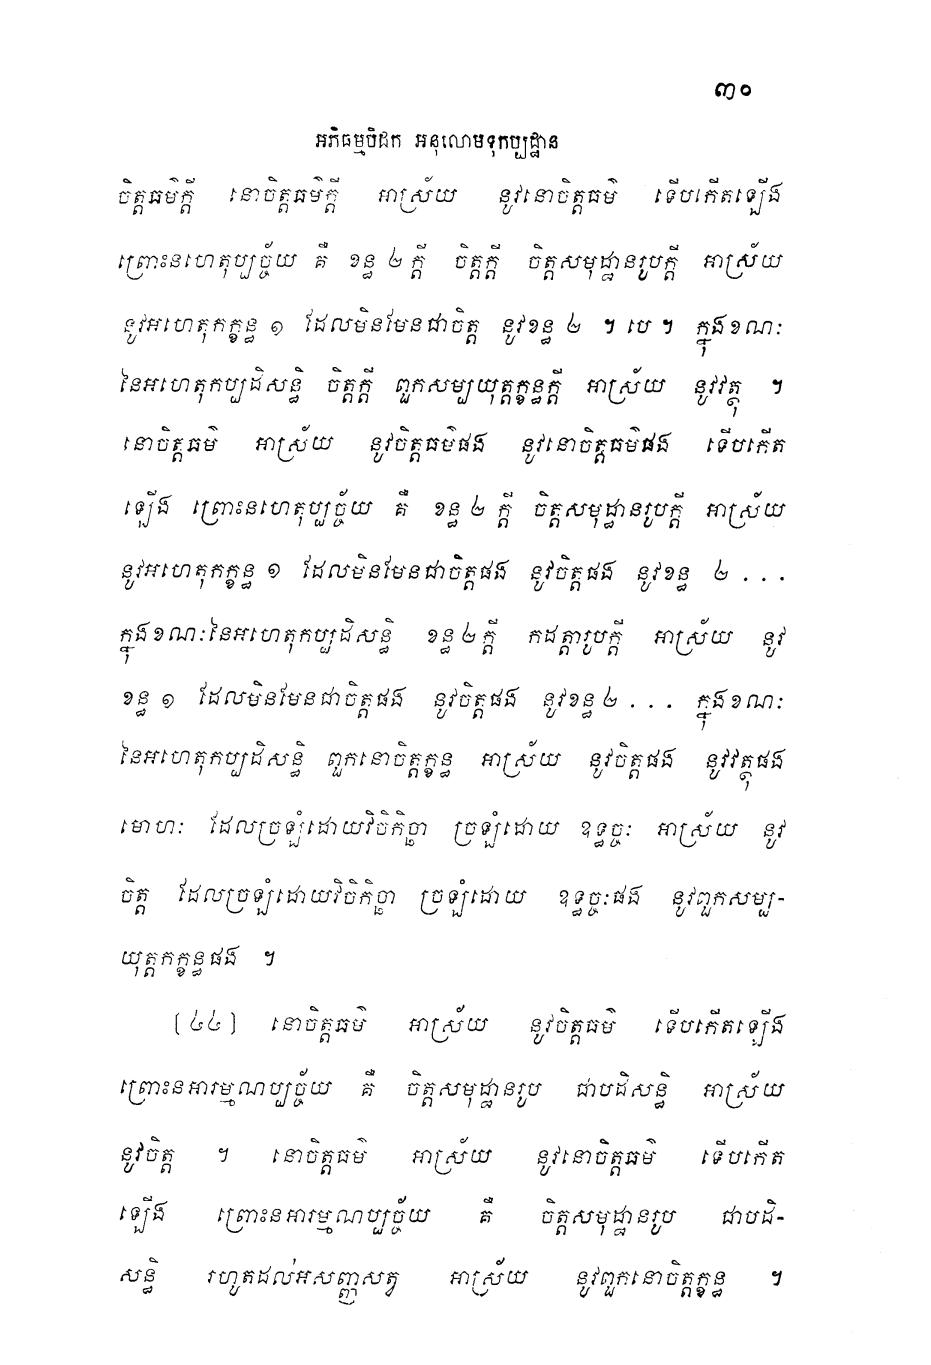 ៣០
អភិធម្មបិដក អនុលោមទុកប្បដ្ឋាន
ចិត្តធម៌ក្តី នោចិត្តធម៌ក្តី អាស្រ័យ នូវនោចិត្តធម៌ ទើបកើតឡើង
ព្រោះនហេតុប្បច្ច័យ គឺ ខន្ធ ២ ក្តី ចិត្តក្តី ចិត្តសមុដ្ឋានរូបក្តី អាស្រ័យ
នូវអហេតុកក្ខន្ធ ១ ដែលមិនមែនជាចិត្ត នូវខន្ធ ២ ។ បេ ។ ក្នុងខណៈ
នៃអហេតុកប្បដិសន្ធិ ចិត្តក្តី ពួកសម្បយុត្តក្ខន្ធក្តី អាស្រ័យ នូវវត្ថុ ។
នោចិត្តធម៌ អាស្រ័យ នូវចិត្តធម៌ផង នូវនោចិត្តធម៌ផង ទើបកើត
ឡើង ព្រោះនហេតុប្បច្ច័យ គឺ ខន្ធ ២ ក្តី ចិត្តសមុដ្ឋានរូបក្តី អាស្រ័យ
នូវអហេតុកក្ខន្ធ ១ ដែលមិនមែនជាចិត្តផង នូវចិត្តផង នូវខន្ធ ២ . . .
ក្នុងខណៈនៃអហេតុកប្បដិសន្ធិ ខន្ធ ២ ក្តី កដត្តារូបក្តី អាស្រ័យ នូវ
ខន្ធ ១ ដែលមិនមែនជាចិត្តផង នូវចិត្តផង នូវខន្ធ ២ . . . ក្នុងខណៈ
នៃអហេតុកប្បដិសន្ធិ ពួកនោចិត្តក្ខន្ធ អាស្រ័យ នូវចិត្តផង នូវវត្ថុផង
មោហៈ ដែលច្រឡំដោយវិចិកិច្ឆា ច្រឡំដោយ ឧទ្ធច្ចៈ អាស្រ័យ នូវ
ចិត្ត ដែលច្រឡំដោយវិចិកិច្ឆា ច្រឡំដោយ ឧទ្ធច្ចៈផង នូវពួកសម្ប-
យុត្តកក្ខន្ធផង ។
(៤៤) នោចិត្តធម៌ អាស្រ័យ នូវចិត្តធម៌ ទើបកើតឡើង
ព្រោះនអារម្មណប្បច្ច័យ គឺ ចិត្តសមុដ្ឋានរូប ជាបដិសន្ធិ អាស្រ័យ
នូវចិត្ត ។ នោចិត្តធម៌ អាស្រ័យ នូវនោចិត្តធម៌ ទើបកើត
ឡើង ព្រោះនអារម្មណប្បច្ច័យ គឺ ចិត្តសមុដ្ឋានរូប ជាបដិ-
សន្ធិ រហូតដល់អសញ្ញសត្វ អាស្រ័យ នូវពួកនោចិត្តក្ខន្ធ ។